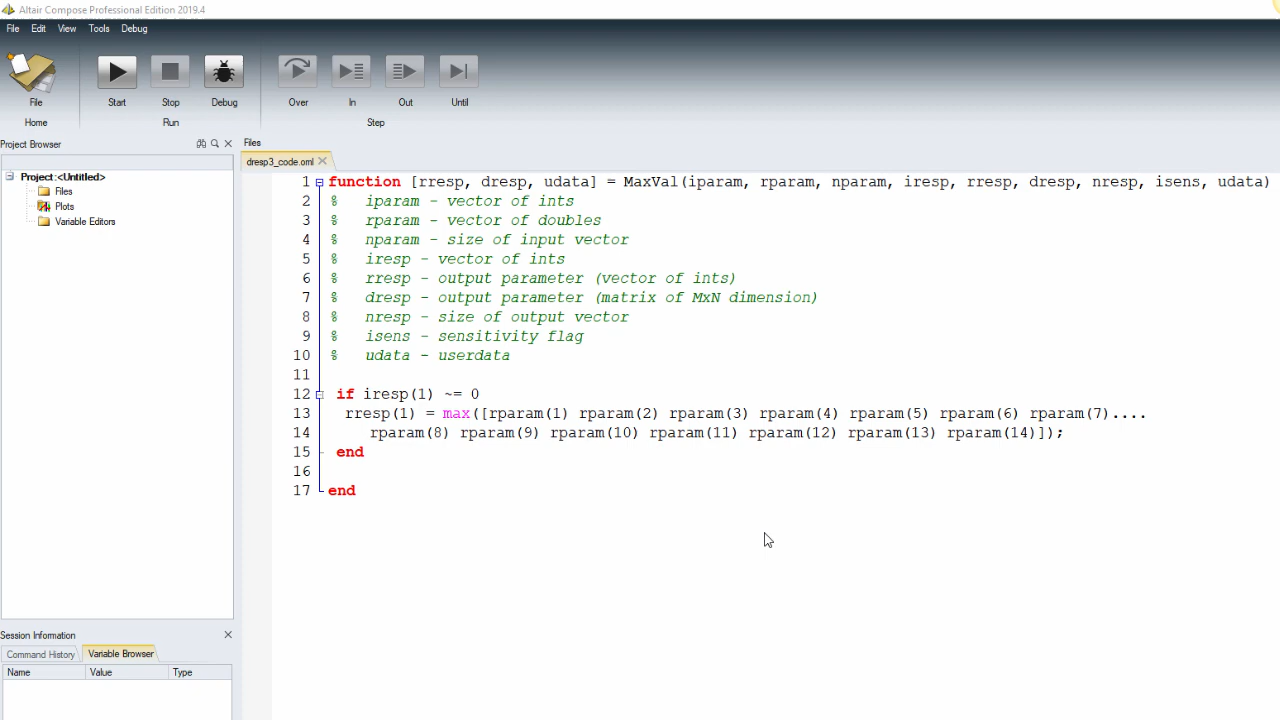 Altair Compose Professional Edition 2019.4
File Edit View Tools Debug
File Start Stop Debug Over In Out Until
Home Run Step
Project Browser
Files
dresp3_code.oml
Project:<Untitled>
Files
Plots
Variable Editors
1 function [rresp, dresp, udata] = MaxVal(iparam, rparam, nparam, iresp, rresp, dresp, nresp, isens, udata)
2 % iparam - vector of ints
3 % rparam - vector of doubles
4 % nparam - size of input vector
5 % iresp - vector of ints
6 % rresp - output parameter (vector of ints)
7 % dresp - output parameter (matrix of MxN dimension)
8 % nresp - size of output vector
9 % isens - sensitivity flag
10 % udata - userdata
11
12 if iresp(1) ~= 0
13 rresp(1) = max([rparam(1) rparam(2) rparam(3) rparam(4) rparam(5) rparam(6) rparam(7)....
14 rparam(8) rparam(9) rparam(10) rparam(11) rparam(12) rparam(13) rparam(14)]);
15 end
16
17 end
Session Information
Command History Variable Browser
Name Value Type